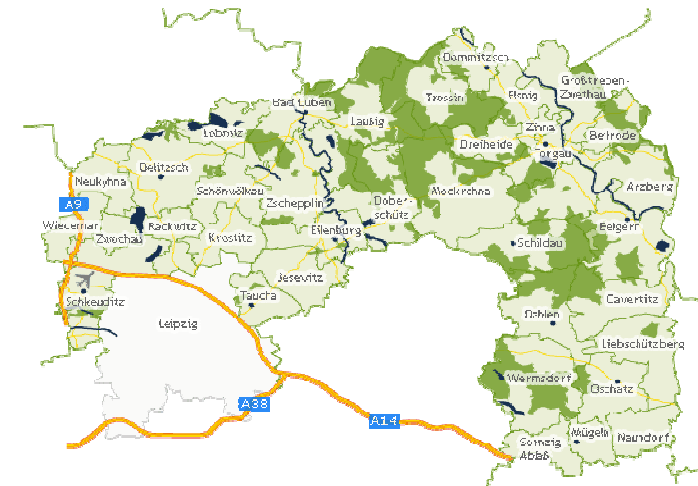 Dommitzsch
Großtreben-
Zwethau
Elsnig
Trossin
Bad Düben
Laußig
Zinna
Beilrode
Löbnitz
Dreiheide
Torgau
Delitzsch
Neukyhna
Schönwölkau
Mockrehna
Arzberg
Zschepplin
Dober-
schütz
A9
Wiedemar
Zwochau
Rackwitz
Krostitz
Eilenburg
Belgern
Schildau
Jesewitz
Schkeuditz
Taucha
Cavertitz
Leipzig
Dahlen
Liebschützberg
Wermsdorf
Oschatz
A38
A14
Mügeln
Naundorf
Sornzig
Ablaß